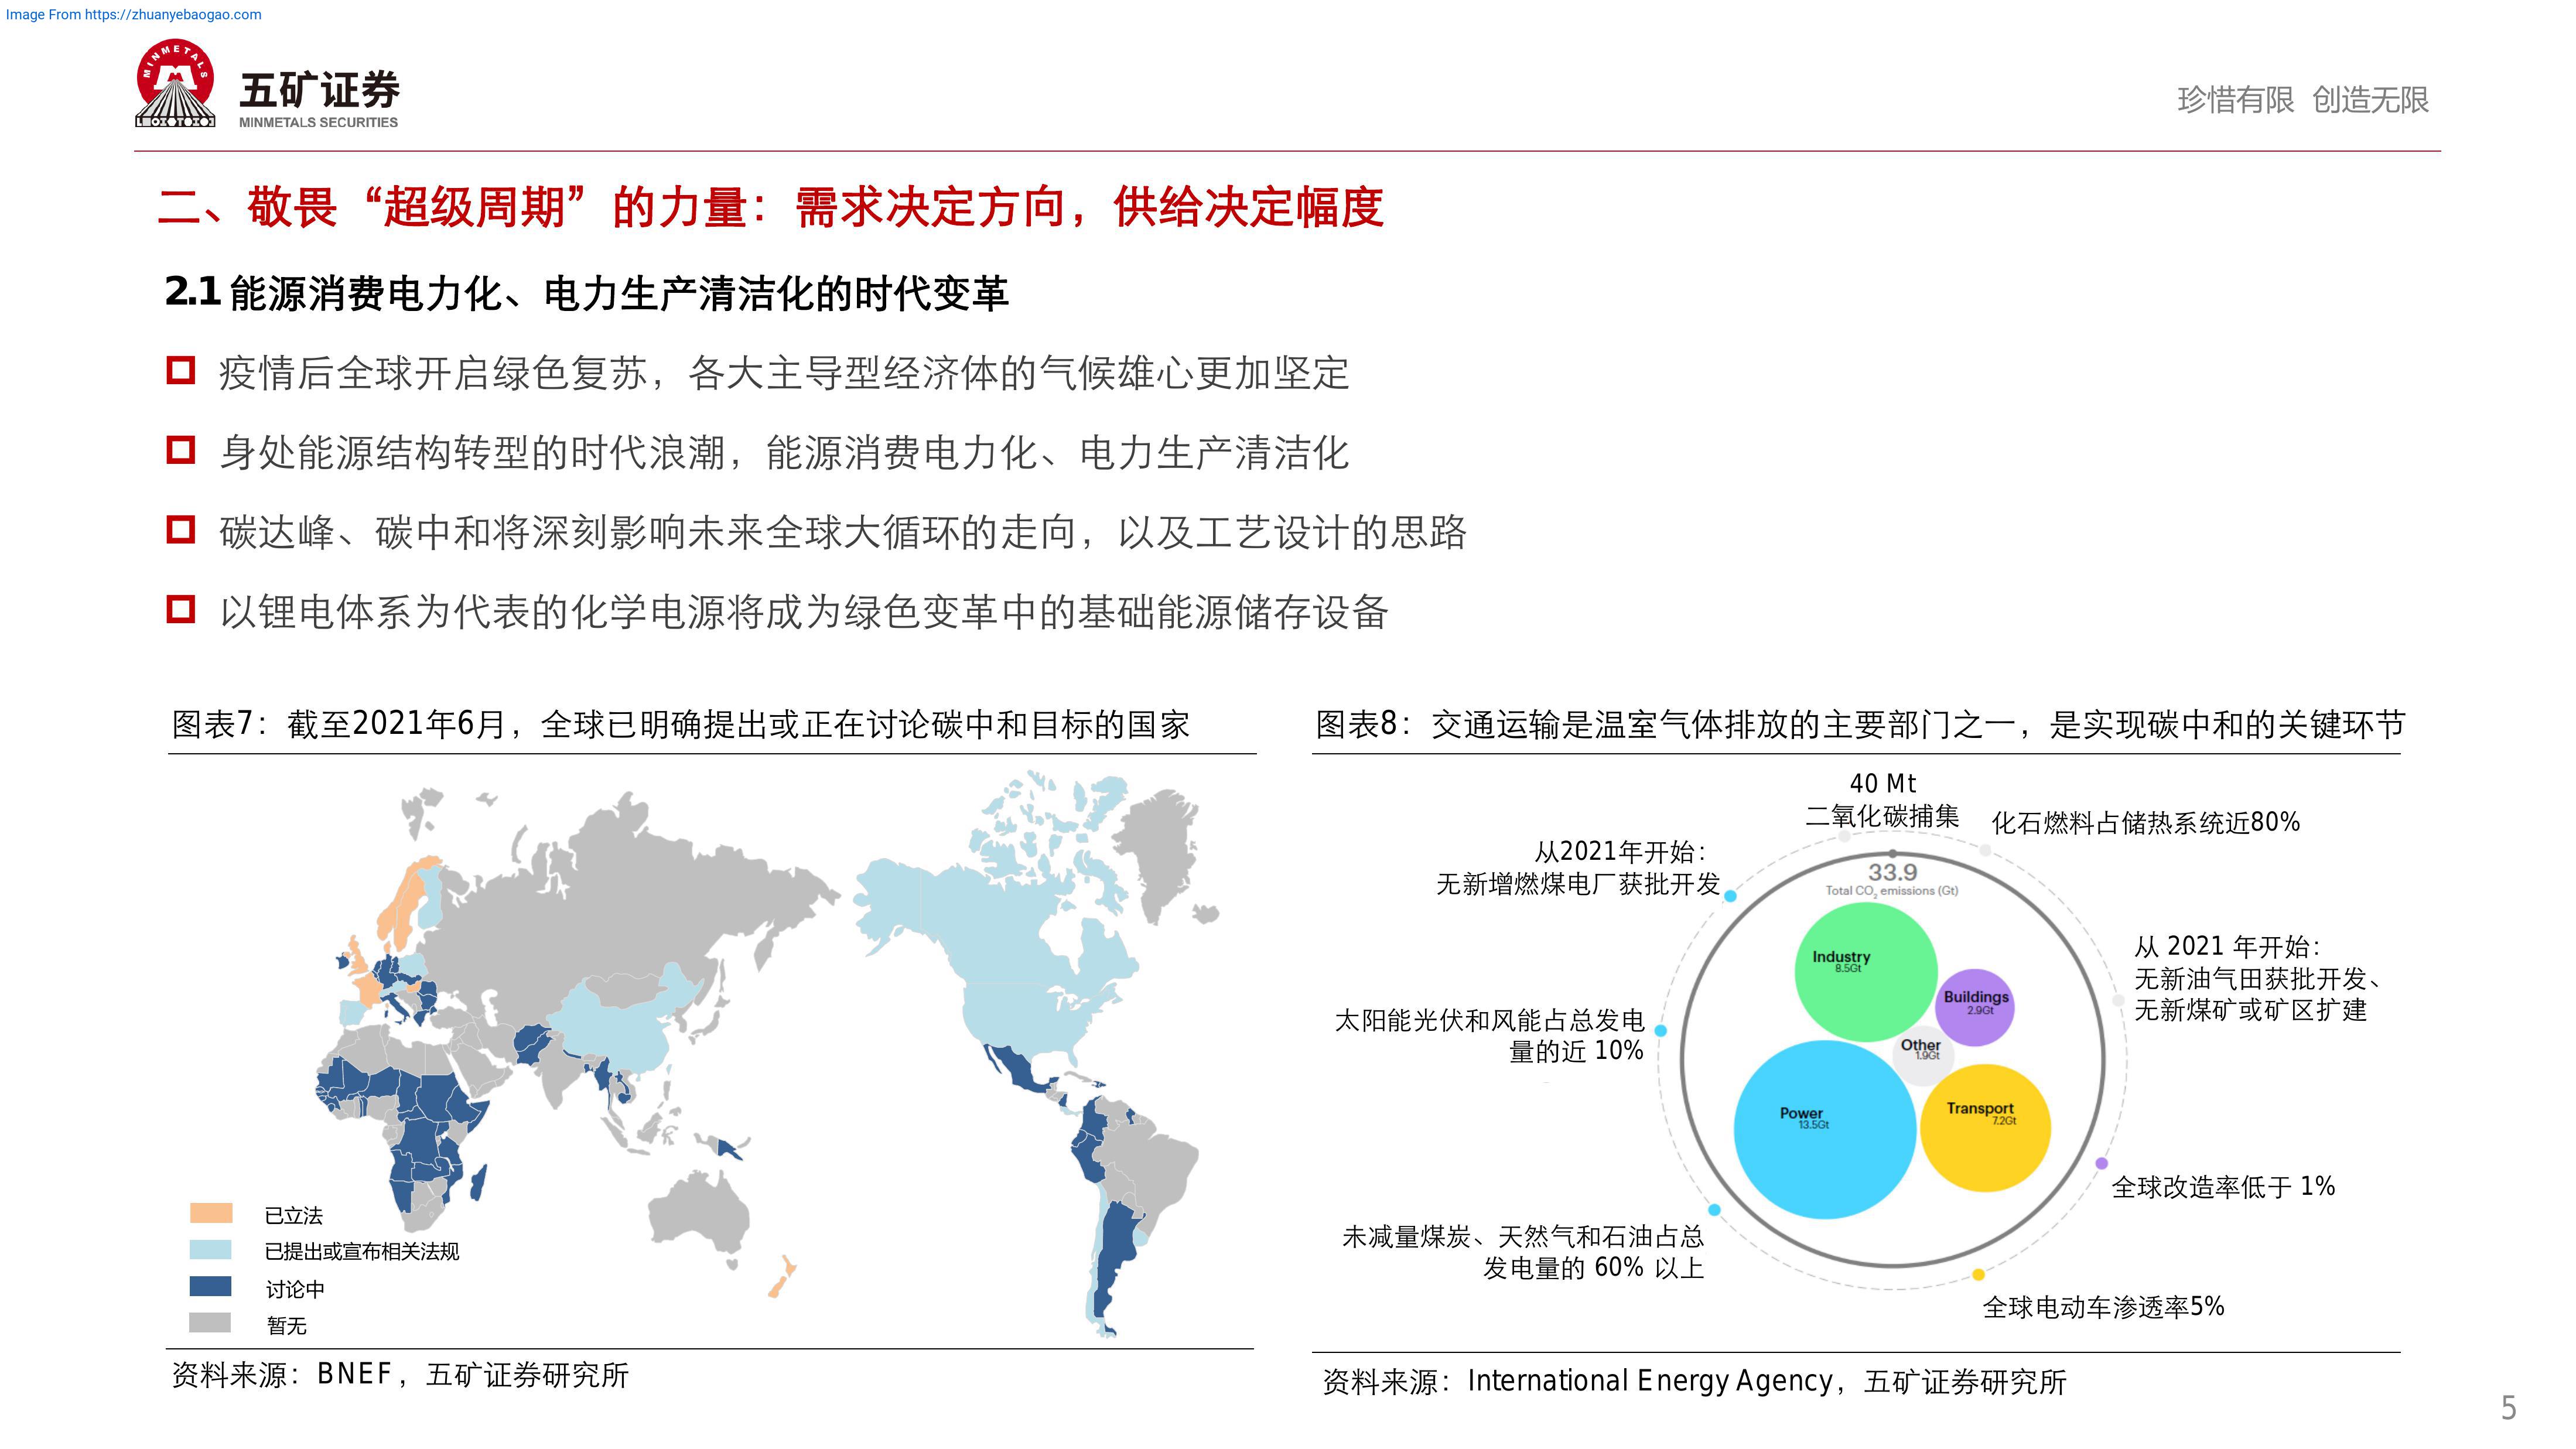 Image From https://zhuanyebaogao.com
MINMETALS
五矿证券
MINMETALS SECURITIES
珍惜有限 创造无限
二、敬畏“超级周期”的力量：需求决定方向，供给决定幅度
2.1 能源消费电力化、电力生产清洁化的时代变革
疫情后全球开启绿色复苏，各大主导型经济体的气候雄心更加坚定
身处能源结构转型的时代浪潮，能源消费电力化、电力生产清洁化
碳达峰、碳中和将深刻影响未来全球大循环的走向，以及工艺设计的思路
以锂电体系为代表的化学电源将成为绿色变革中的基础能源储存设备
图表7：截至2021年6月，全球已明确提出或正在讨论碳中和目标的国家
已立法
已提出或宣布相关法规
讨论中
暂无
资料来源：BNEF，五矿证券研究所
图表8：交通运输是温室气体排放的主要部门之一，是实现碳中和的关键环节
40 Mt
二氧化碳捕集
化石燃料占储热系统近80%
从2021年开始：
无新增燃煤电厂获批开发
33.9
Total CO2 emissions (Gt)
Industry
8.5Gt
Buildings
2.9Gt
Other
1.9Gt
Power
13.5Gt
Transport
7.2Gt
从 2021 年开始：
无新油气田获批开发、
无新煤矿或矿区扩建
太阳能光伏和风能占总发电
量的近 10%
全球改造率低于 1%
未减量煤炭、天然气和石油占总
发电量的 60% 以上
全球电动车渗透率5%
资料来源：International Energy Agency，五矿证券研究所
5